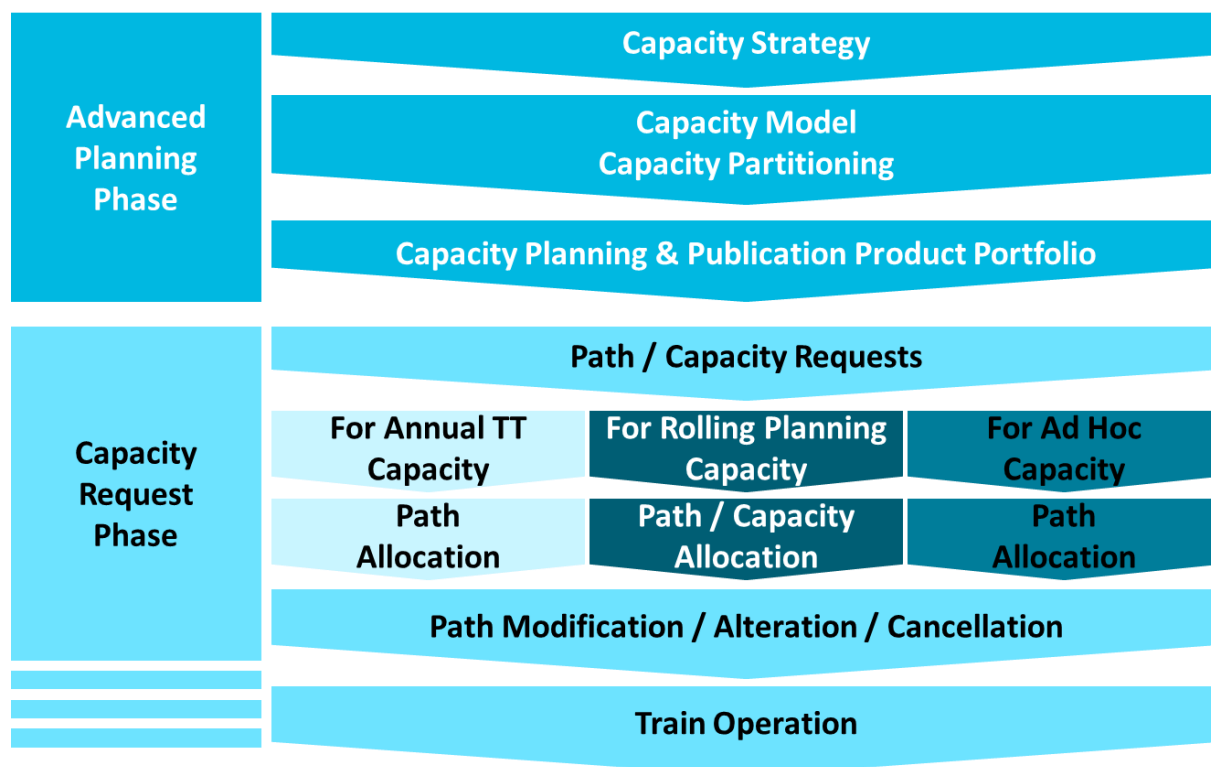 Advanced
Planning
Phase
Capacity Strategy
Capacity Model
Capacity Partitioning
Capacity Planning & Publication Product Portfolio
Capacity
Request
Phase
Path / Capacity Requests
For Annual TT
Capacity
For Rolling Planning
Capacity
For Ad Hoc
Capacity
Path
Allocation
Path / Capacity
Allocation
Path
Allocation
Path Modification / Alteration / Cancellation
Train Operation